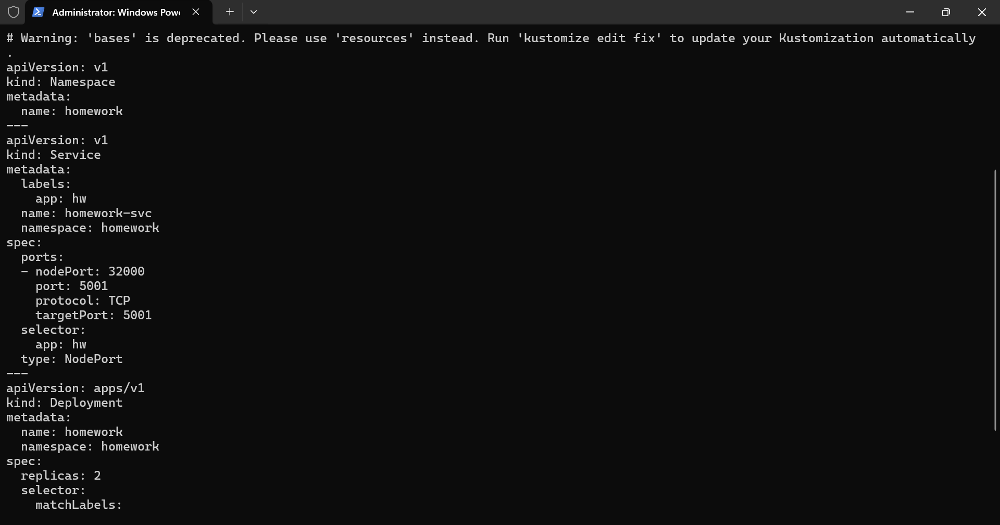 Administrator: Windows Powe
# Warning: 'bases' is deprecated. Please use 'resources' instead. Run 'kustomize edit fix' to update your Kustomization automatically
.
apiVersion: v1
kind: Namespace
metadata:
  name: homework
---
apiVersion: v1
kind: Service
metadata:
  labels:
    app: hw
  name: homework-svc
  namespace: homework
spec:
  ports:
  - nodePort: 32000
    port: 5001
    protocol: TCP
    targetPort: 5001
  selector:
    app: hw
  type: NodePort
---
apiVersion: apps/v1
kind: Deployment
metadata:
  name: homework
  namespace: homework
spec:
  replicas: 2
  selector:
    matchLabels: